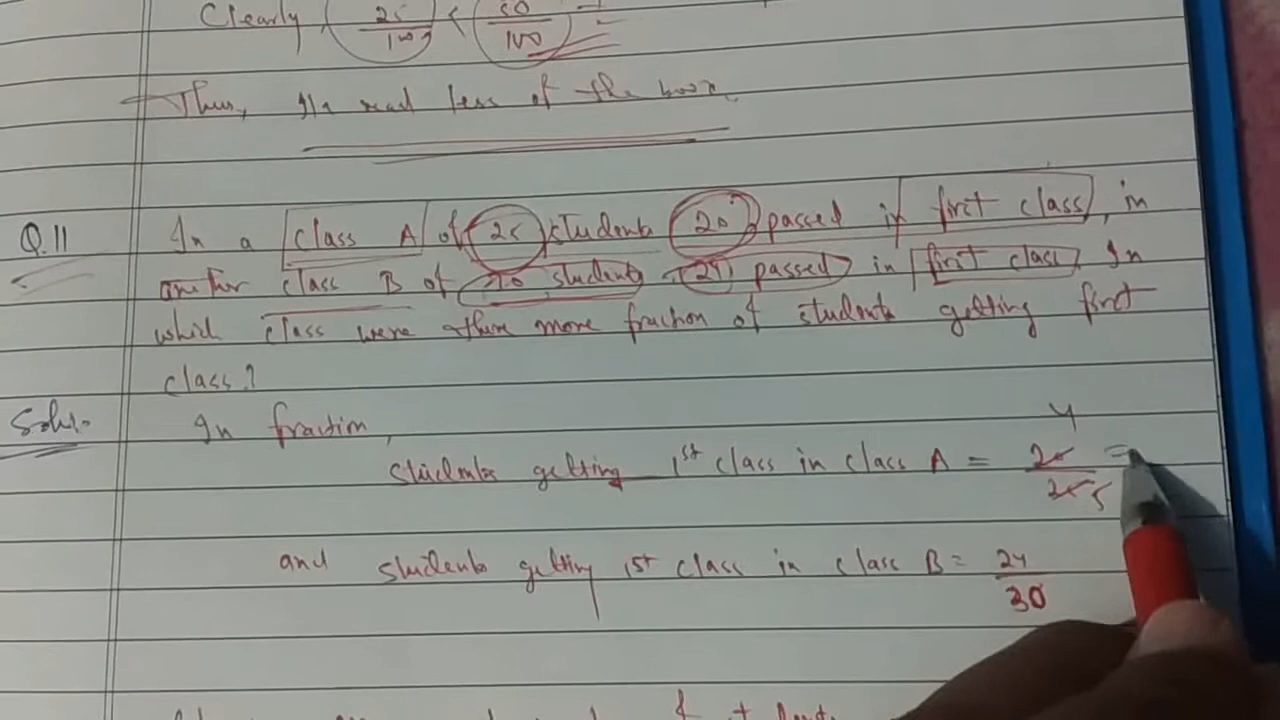 Clearly, 25/100 < 50/100
Thus, read less of the book.
Q.11 In a class A of 25 students 20 passed if first class, in
another class B of 30 students 24 passed in first class. In
which class were there more fraction of students getting first
class?
Soln:- In fraction,
4
Students getting 1st class in class A = 20/25 =
5
and students getting 1st class in class B = 24/30